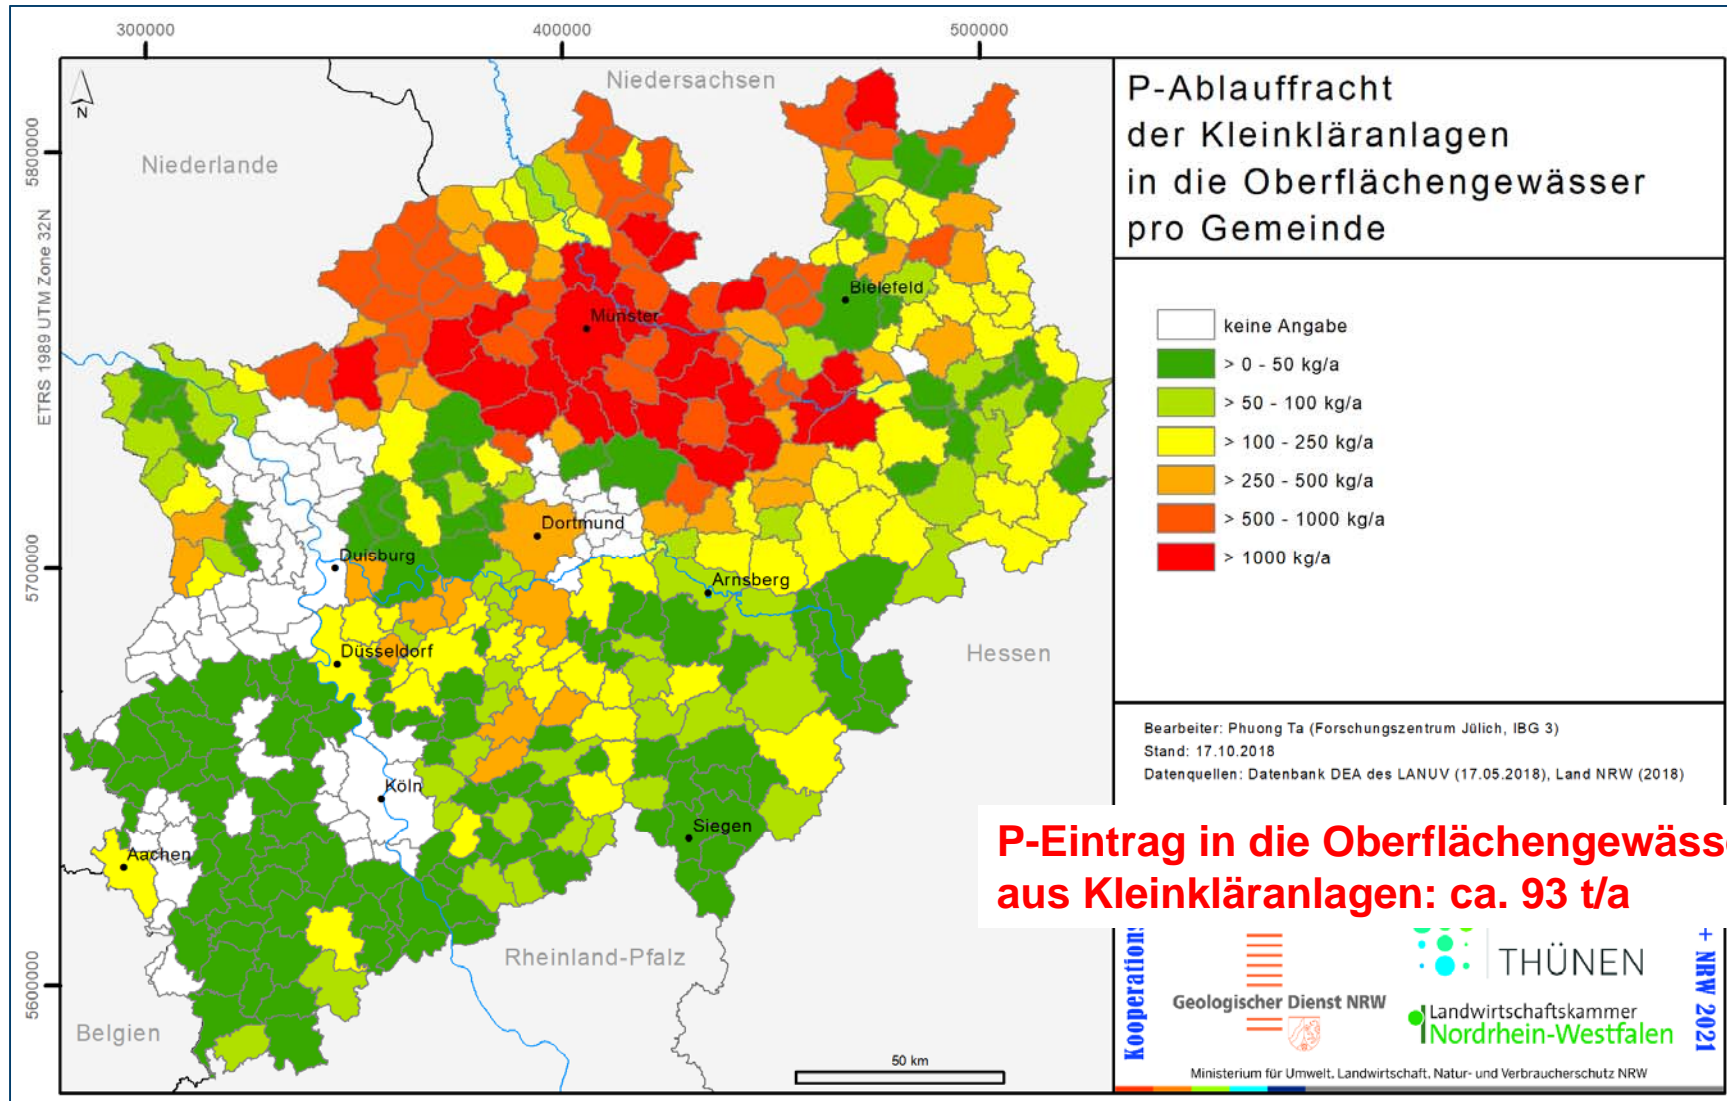 300000
400000
500000
5800000
5700000
5600000
ETRS 1989 UTM Zone 32N
N
Niedersachsen
Niederlande
Bielefeld
Münster
Dortmund
Duisburg
Arnsberg
Düsseldorf
Hessen
Köln
Siegen
Aachen
Rheinland-Pfalz
Belgien
50 km
P-Ablauffracht
der Kleinkläranlagen
in die Oberflächengewässer
pro Gemeinde
keine Angabe
> 0 - 50 kg/a
> 50 - 100 kg/a
> 100 - 250 kg/a
> 250 - 500 kg/a
> 500 - 1000 kg/a
> 1000 kg/a
Bearbeiter: Phuong Ta (Forschungszentrum Jülich, IBG 3)
Stand: 17.10.2018
Datenquellen: Datenbank DEA des LANUV (17.05.2018), Land NRW (2018)
P-Eintrag in die Oberflächengewäss
aus Kleinkläranlagen: ca. 93 t/a
Kooperations
THÜNEN
Geologischer Dienst NRW
Landwirtschaftskammer
Nordrhein-Westfalen
+ NRW 2021
Ministerium für Umwelt, Landwirtschaft, Natur- und Verbraucherschutz NRW